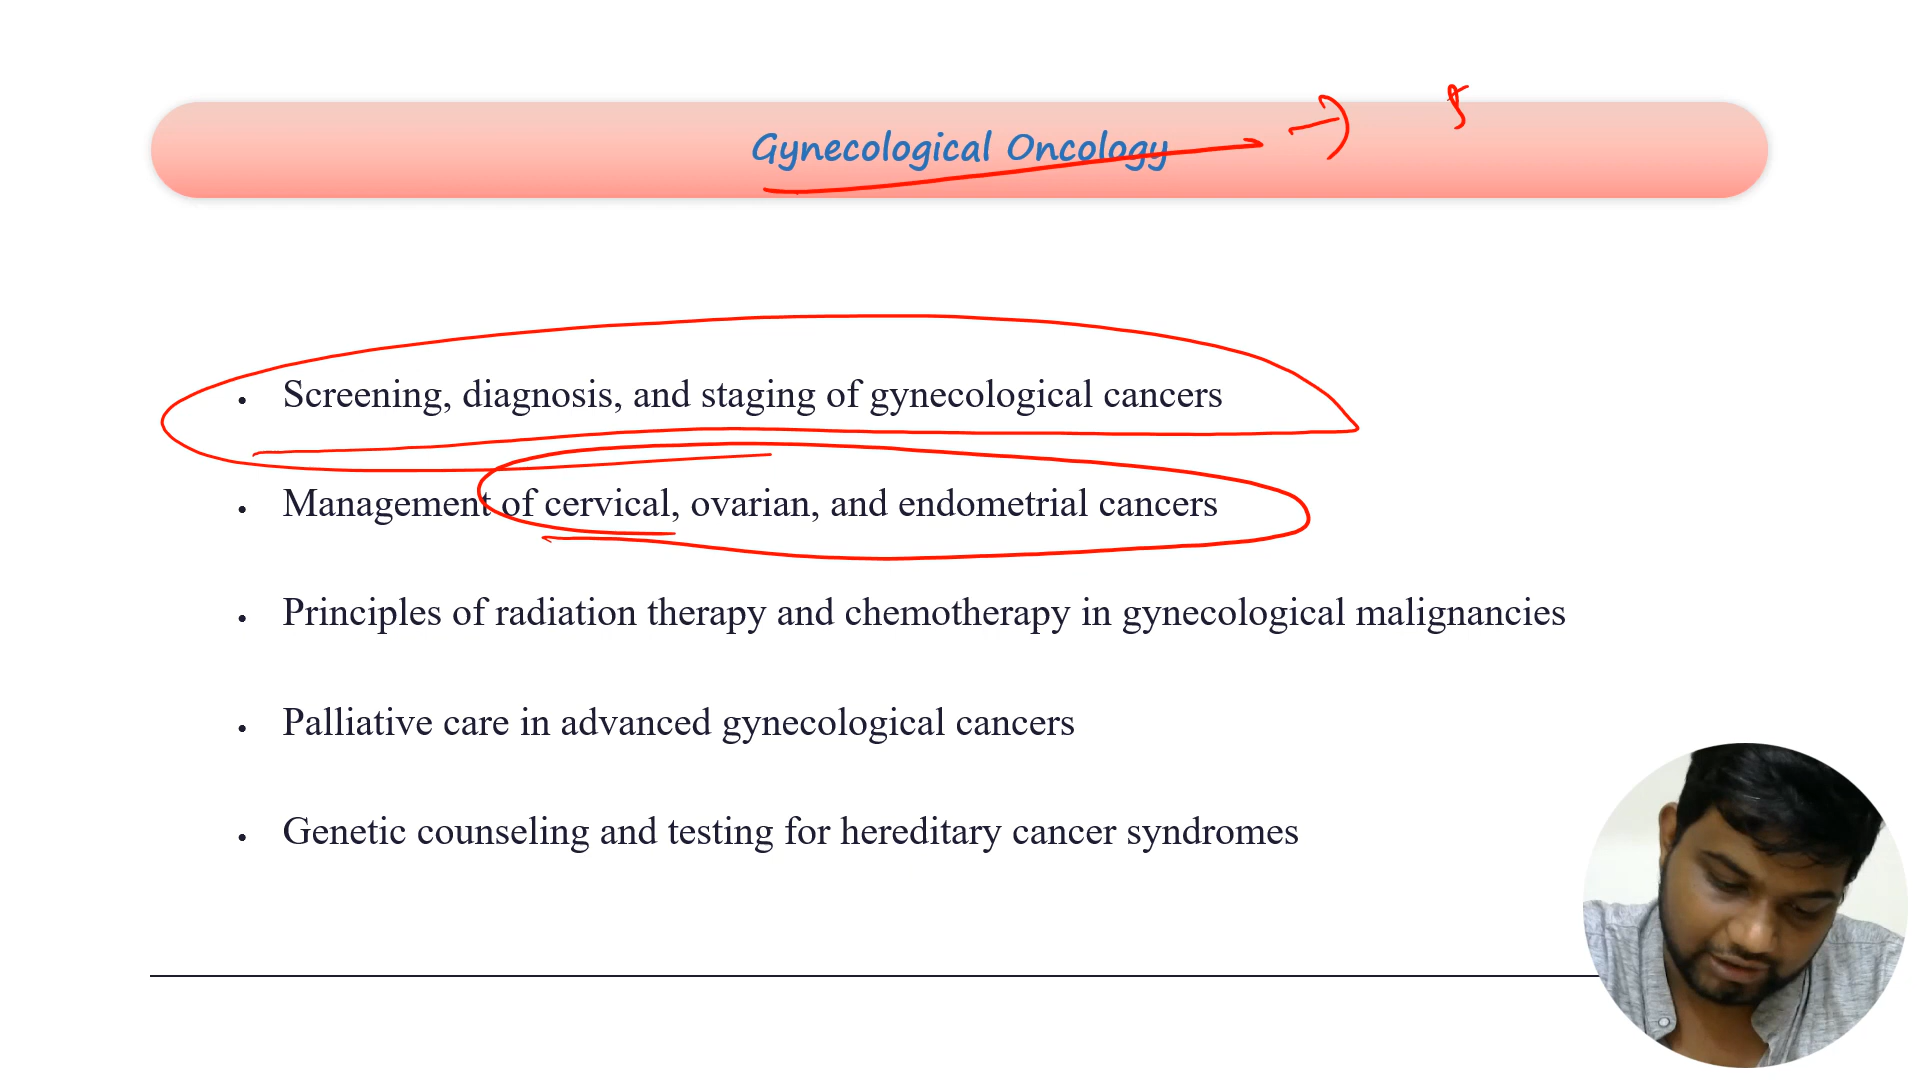 Gynecological Oncology
• Screening, diagnosis, and staging of gynecological cancers
• Management of cervical, ovarian, and endometrial cancers
• Principles of radiation therapy and chemotherapy in gynecological malignancies
• Palliative care in advanced gynecological cancers
• Genetic counseling and testing for hereditary cancer syndromes